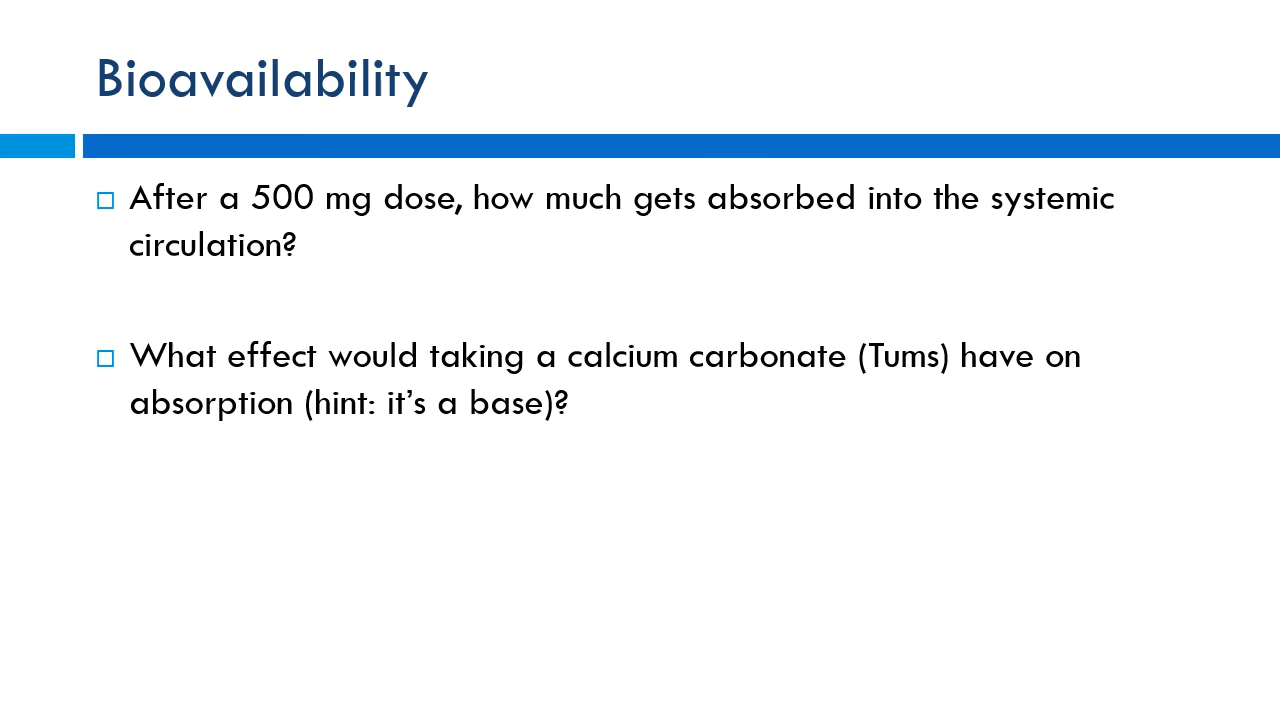 Bioavailability
After a 500 mg dose, how much gets absorbed into the systemic
circulation?
What effect would taking a calcium carbonate (Tums) have on
absorption (hint: it’s a base)?